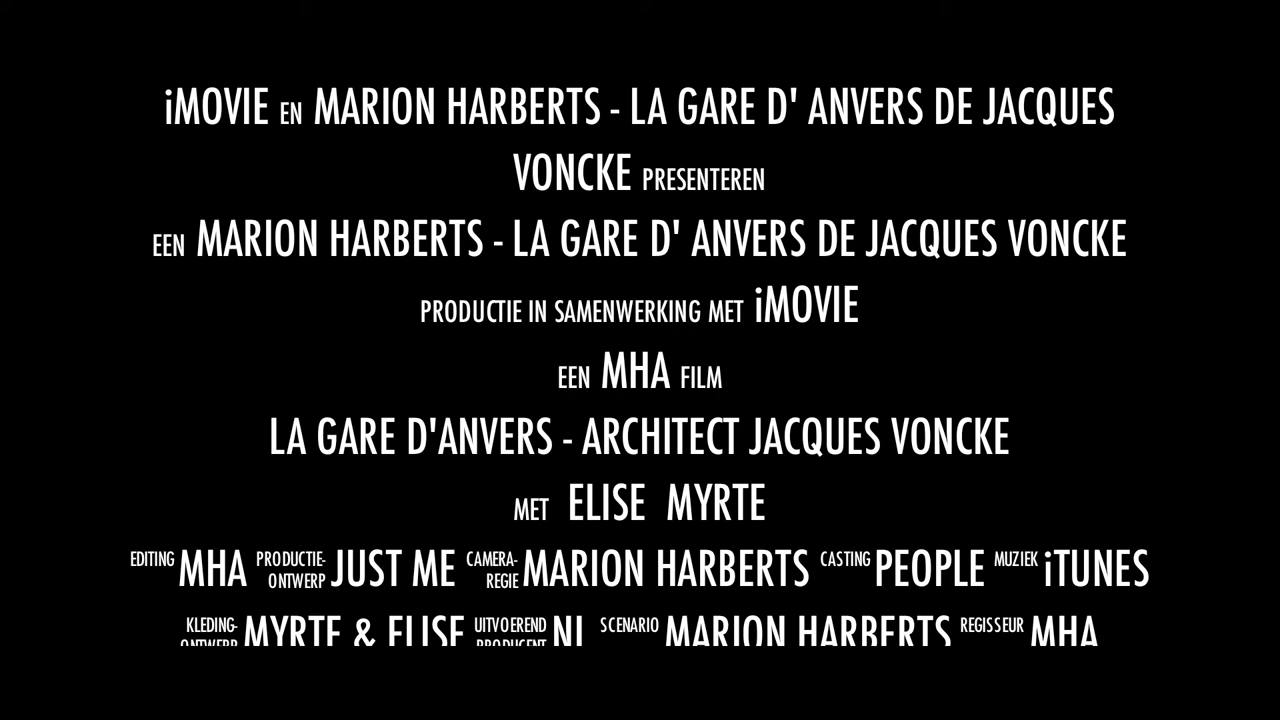 iMOVIE EN MARION HARBERTS - LA GARE D' ANVERS DE JACQUES
VONCKE PRESENTEREN
EEN MARION HARBERTS - LA GARE D' ANVERS DE JACQUES VONCKE
PRODUCTIE IN SAMENWERKING MET iMOVIE
EEN MHA FILM
LA GARE D'ANVERS - ARCHITECT JACQUES VONCKE
MET ELISE MYRTE
EDITING MHA PRODUCTIE-ONTWERP JUST ME CAMERA-REGIE MARION HARBERTS CASTING PEOPLE MUZIEK iTUNES
KLEDING-ONTWERP MYRTE & ELISE UITVOEREND PRODUCENT NL SCENARIO MARION HARBERTS REGISSEUR MHA